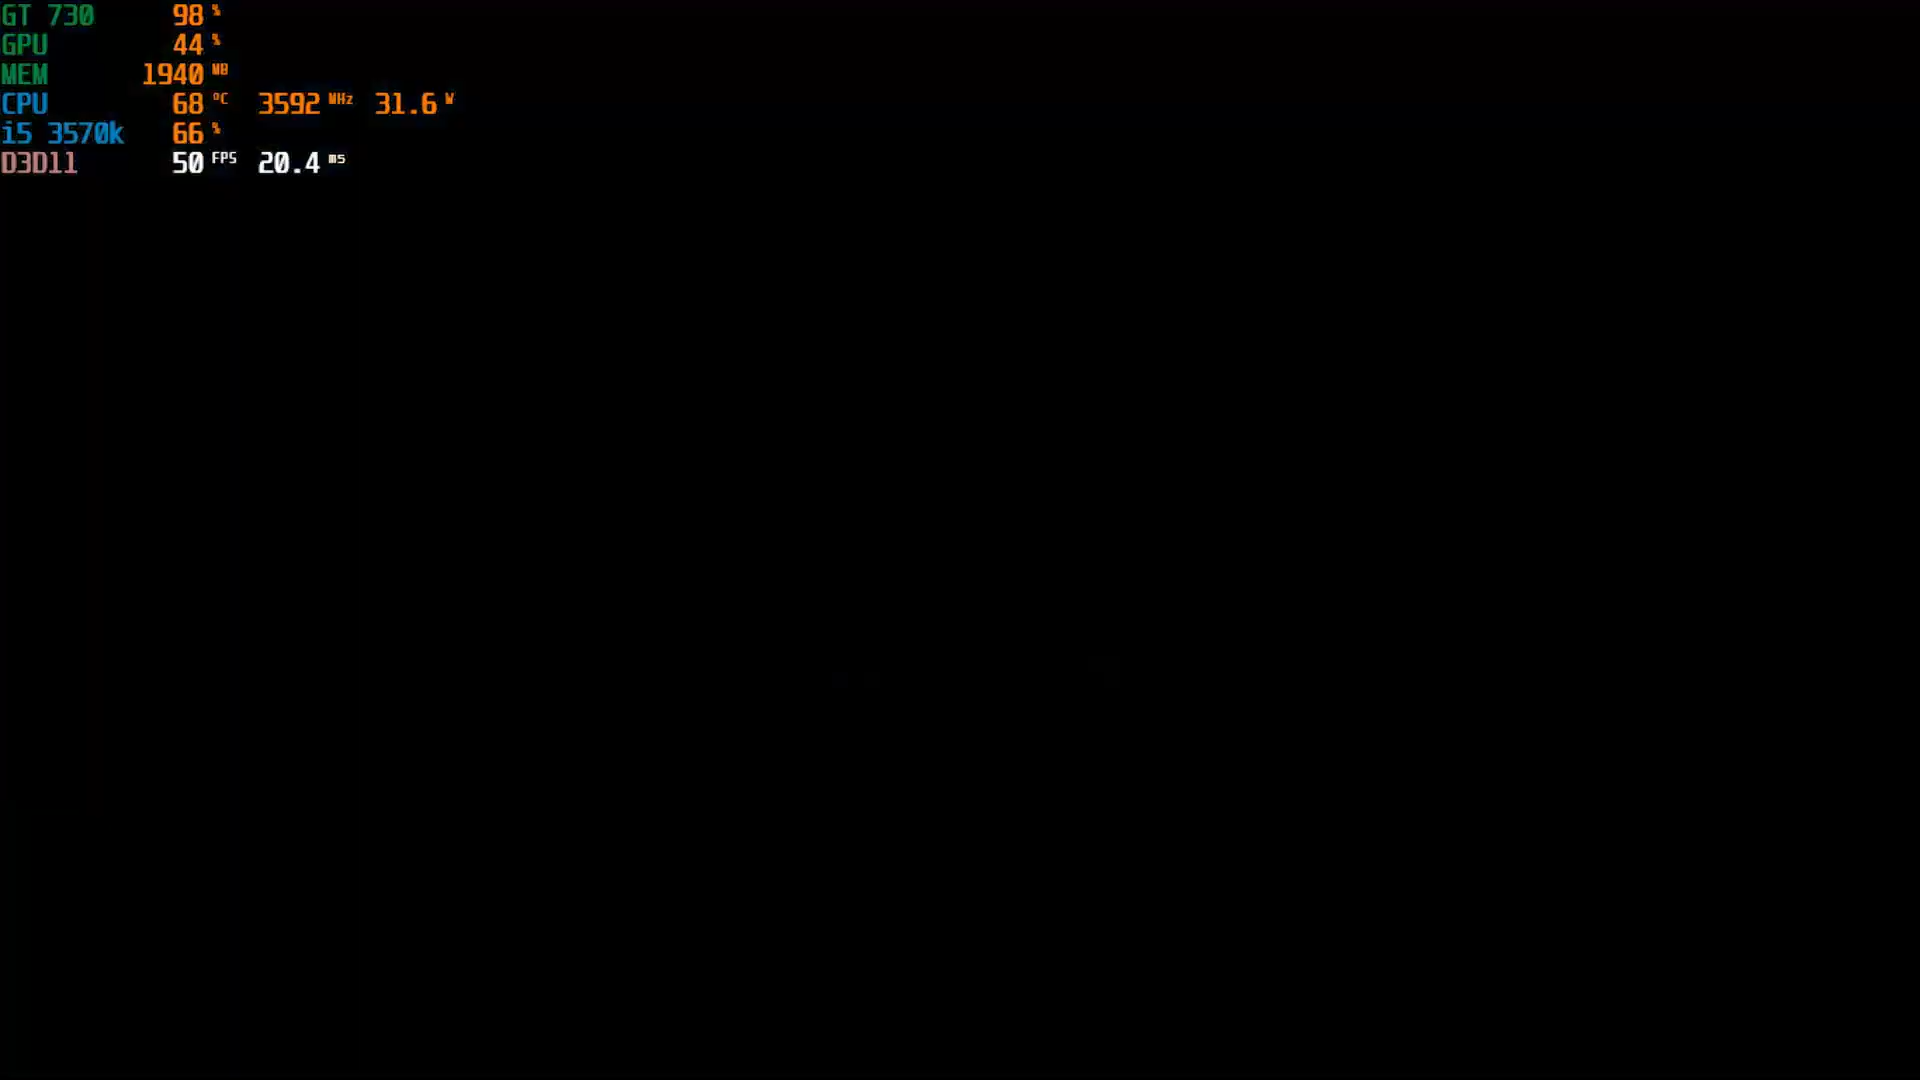 GT 730 98 %
GPU 44 %
MEM 1940 MB
CPU 68 °C 3592 MHz 31.6 W
i5 3570k 66 %
D3D11 50 FPS 20.4 ms